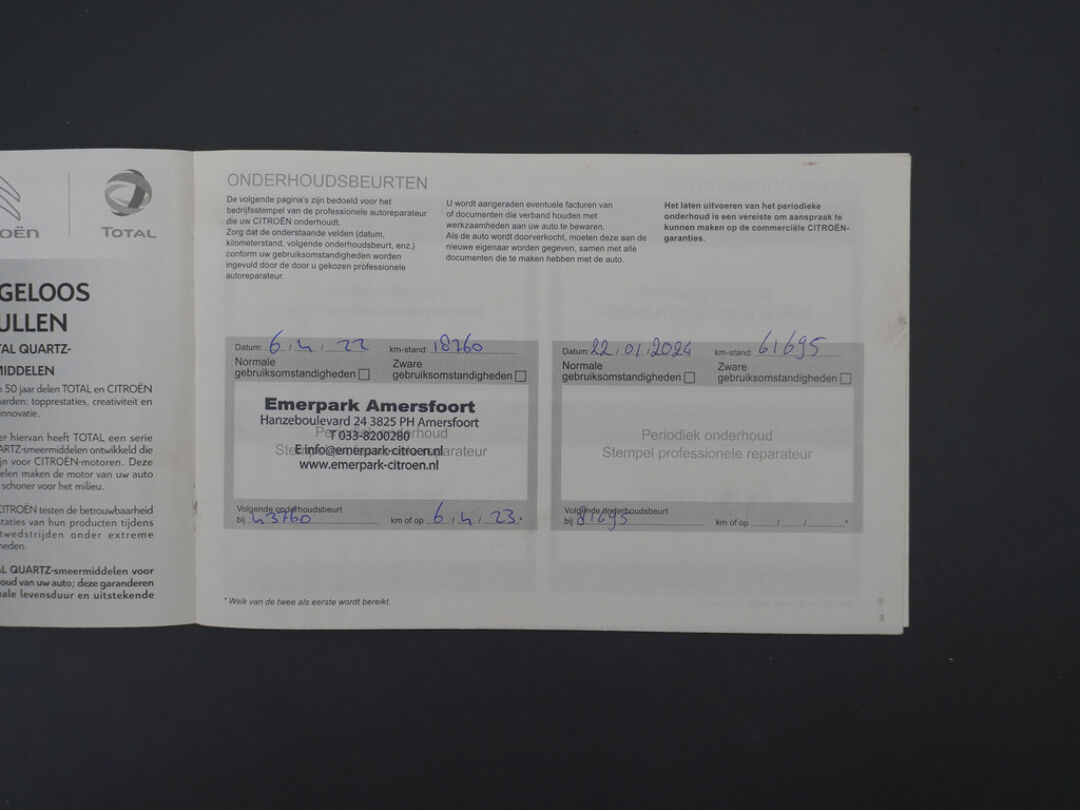 OËN
TOTAL
GELOOS
ULLEN
TAL QUARTZ-
MIDDELEN
n 50 jaar delen TOTAL en CITROËN
aarden: topprestaties, creativiteit en
innovatie.
er hiervan heeft TOTAL een serie
ARTZ-smeermiddelen ontwikkeld die
ijn voor CITROËN-motoren. Deze
elen maken de motor van uw auto
schoner voor het milieu.
CITROËN testen de betrouwbaarheid
staties van hun producten tijdens
twedstrijden onder extreme
heden.
AL QUARTZ-smeermiddelen voor
oud van uw auto; deze garanderen
ale levensduur en uitstekende
ONDERHOUDSBEURTEN
De volgende pagina's zijn bedoeld voor het
bedrijfsstempel van de professionele autoreparateur
die uw CITROËN onderhoudt.
Zorg dat de onderstaande velden (datum,
kilometerstand, volgende onderhoudsbeurt, enz.)
conform uw gebruiksomstandigheden worden
ingevuld door de door u gekozen professionele
autoreparateur.
U wordt aangeraden eventuele facturen van
of documenten die verband houden met
werkzaamheden aan uw auto te bewaren.
Als de auto wordt doorverkocht, moeten deze aan de
nieuwe eigenaar worden gegeven, samen met alle
documenten die te maken hebben met de auto.
Het laten uitvoeren van het periodieke
onderhoud is een vereiste om aanspraak te
kunnen maken op de commerciële CITROËN-
garanties.
Datum: 6 / 4 / 22 km-stand: 18760
Normale
gebruiksomstandigheden
Zware
gebruiksomstandigheden
Emerpark Amersfoort
Hanzeboulevard 24 3825 PH Amersfoort
T 033-8200280
E info@emerpark-citroen.nl
www.emerpark-citroen.nl
Periodiek onderhoud
Stempel professionele reparateur
Volgende onderhoudsbeurt
bij 43760 km of op 6 / 4 / 23.*
Datum: 22 / 01 / 2024 km-stand: 61695
Normale
gebruiksomstandigheden
Zware
gebruiksomstandigheden
Periodiek onderhoud
Stempel professionele reparateur
Volgende onderhoudsbeurt
bij 81695 km of op / / *
* Welk van de twee als eerste wordt bereikt.
3